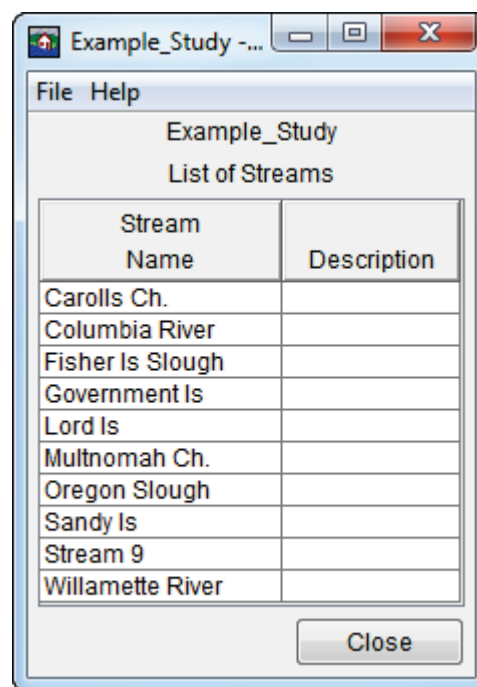 Example_Study -...
File Help
Example_Study
List of Streams
Stream
Name
Description
Carolls Ch.
Columbia River
Fisher Is Slough
Government Is
Lord Is
Multnomah Ch.
Oregon Slough
Sandy Is
Stream 9
Willamette River
Close